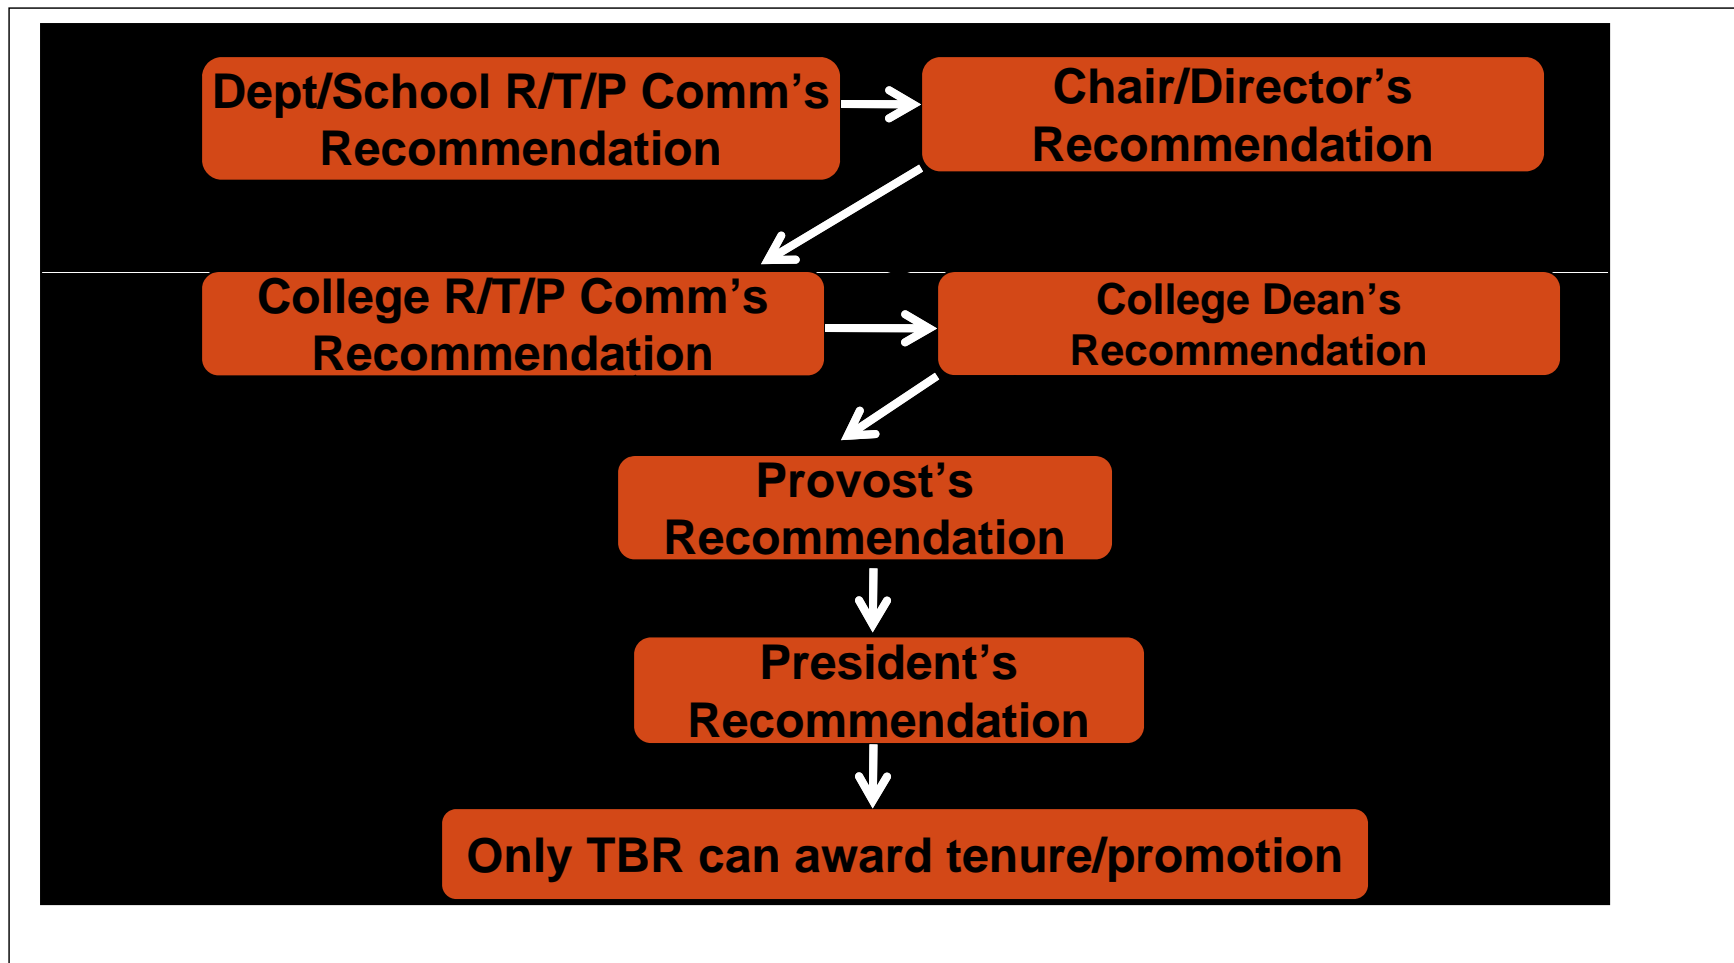 Dept/School R/T/P Comm’s
Recommendation
Chair/Director’s
Recommendation
College R/T/P Comm’s
Recommendation
College Dean’s
Recommendation
Provost’s
Recommendation
President’s
Recommendation
Only TBR can award tenure/promotion